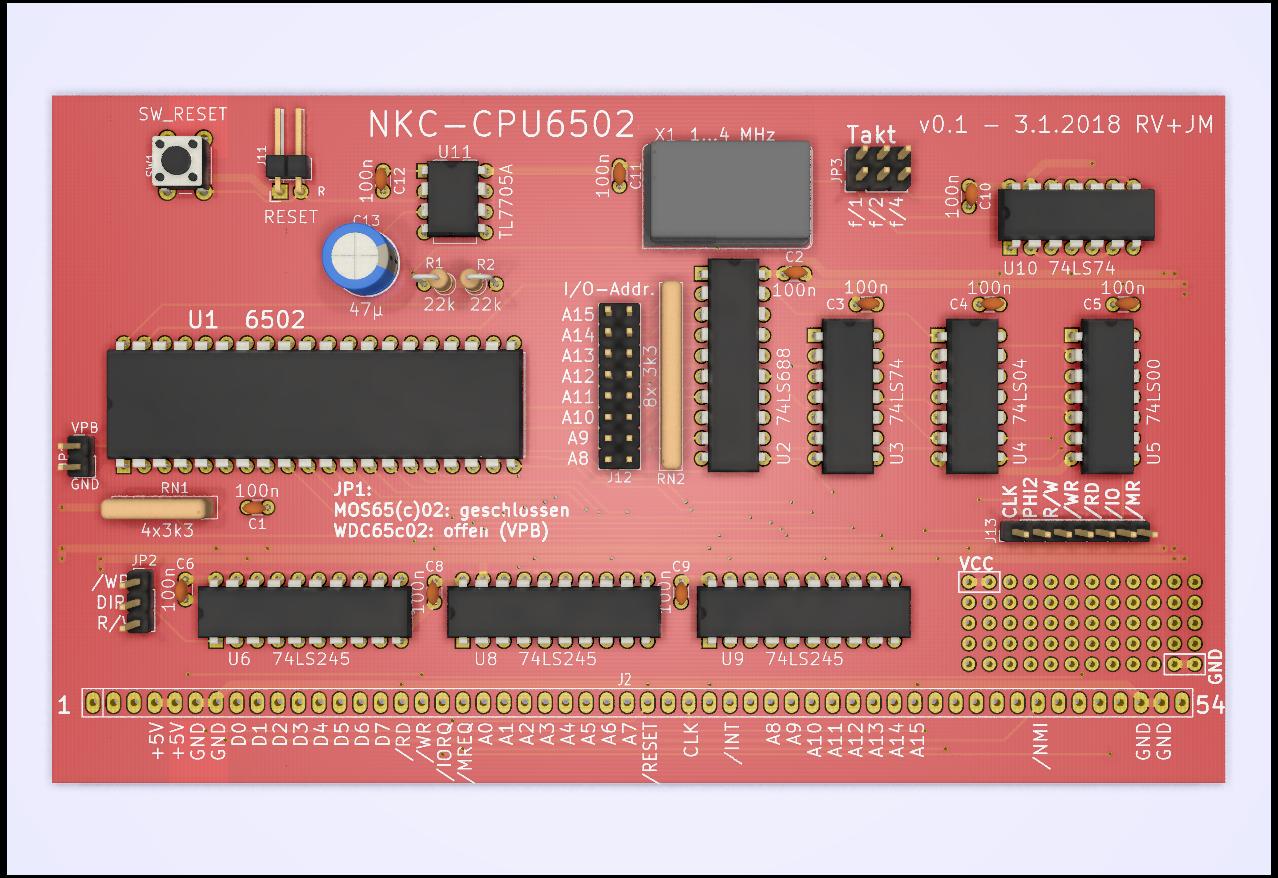 SW_RESET
NKC-CPU6502
v0.1 - 3.1.2018 RV+JM
X1 1...4 MHz
Takt
SW1
J11
R
RESET
U11
TL7705A
100n
C12
C13
47µ
R1
R2
22k
22k
100n
C11
JP3
f/1
f/2
f/4
100n
C10
U10 74LS74
C2
100n
I/O-Addr.
A15
A14
A13
A12
A11
A10
A9
A8
J12
8x 3k3
RN2
U2 74LS688
100n
C3
U3 74LS74
100n
C4
U4 74LS04
100n
C5
U5 74LS00
U1 6502
VPB
GND
RN1
4x3k3
100n
C1
JP1:
MOS65(c)02: geschlossen
WDC65c02: offen (VPB)
CLK
PHI2
R/W
/WR
/RD
/IO
/MR
J13
JP2
DIR
C6
100n
U6 74LS245
C8
100n
U8 74LS245
C9
100n
U9 74LS245
VCC
GND
J2
1
54
+5V
+5V
GND
GND
D0
D1
D2
D3
D4
D5
D6
D7
/RD
/WR
/IORQ
/MREQ
A0
A1
A2
A3
A4
A5
A6
A7
/RESET
CLK
/INT
A8
A9
A10
A11
A12
A13
A14
A15
/NMI
GND
GND